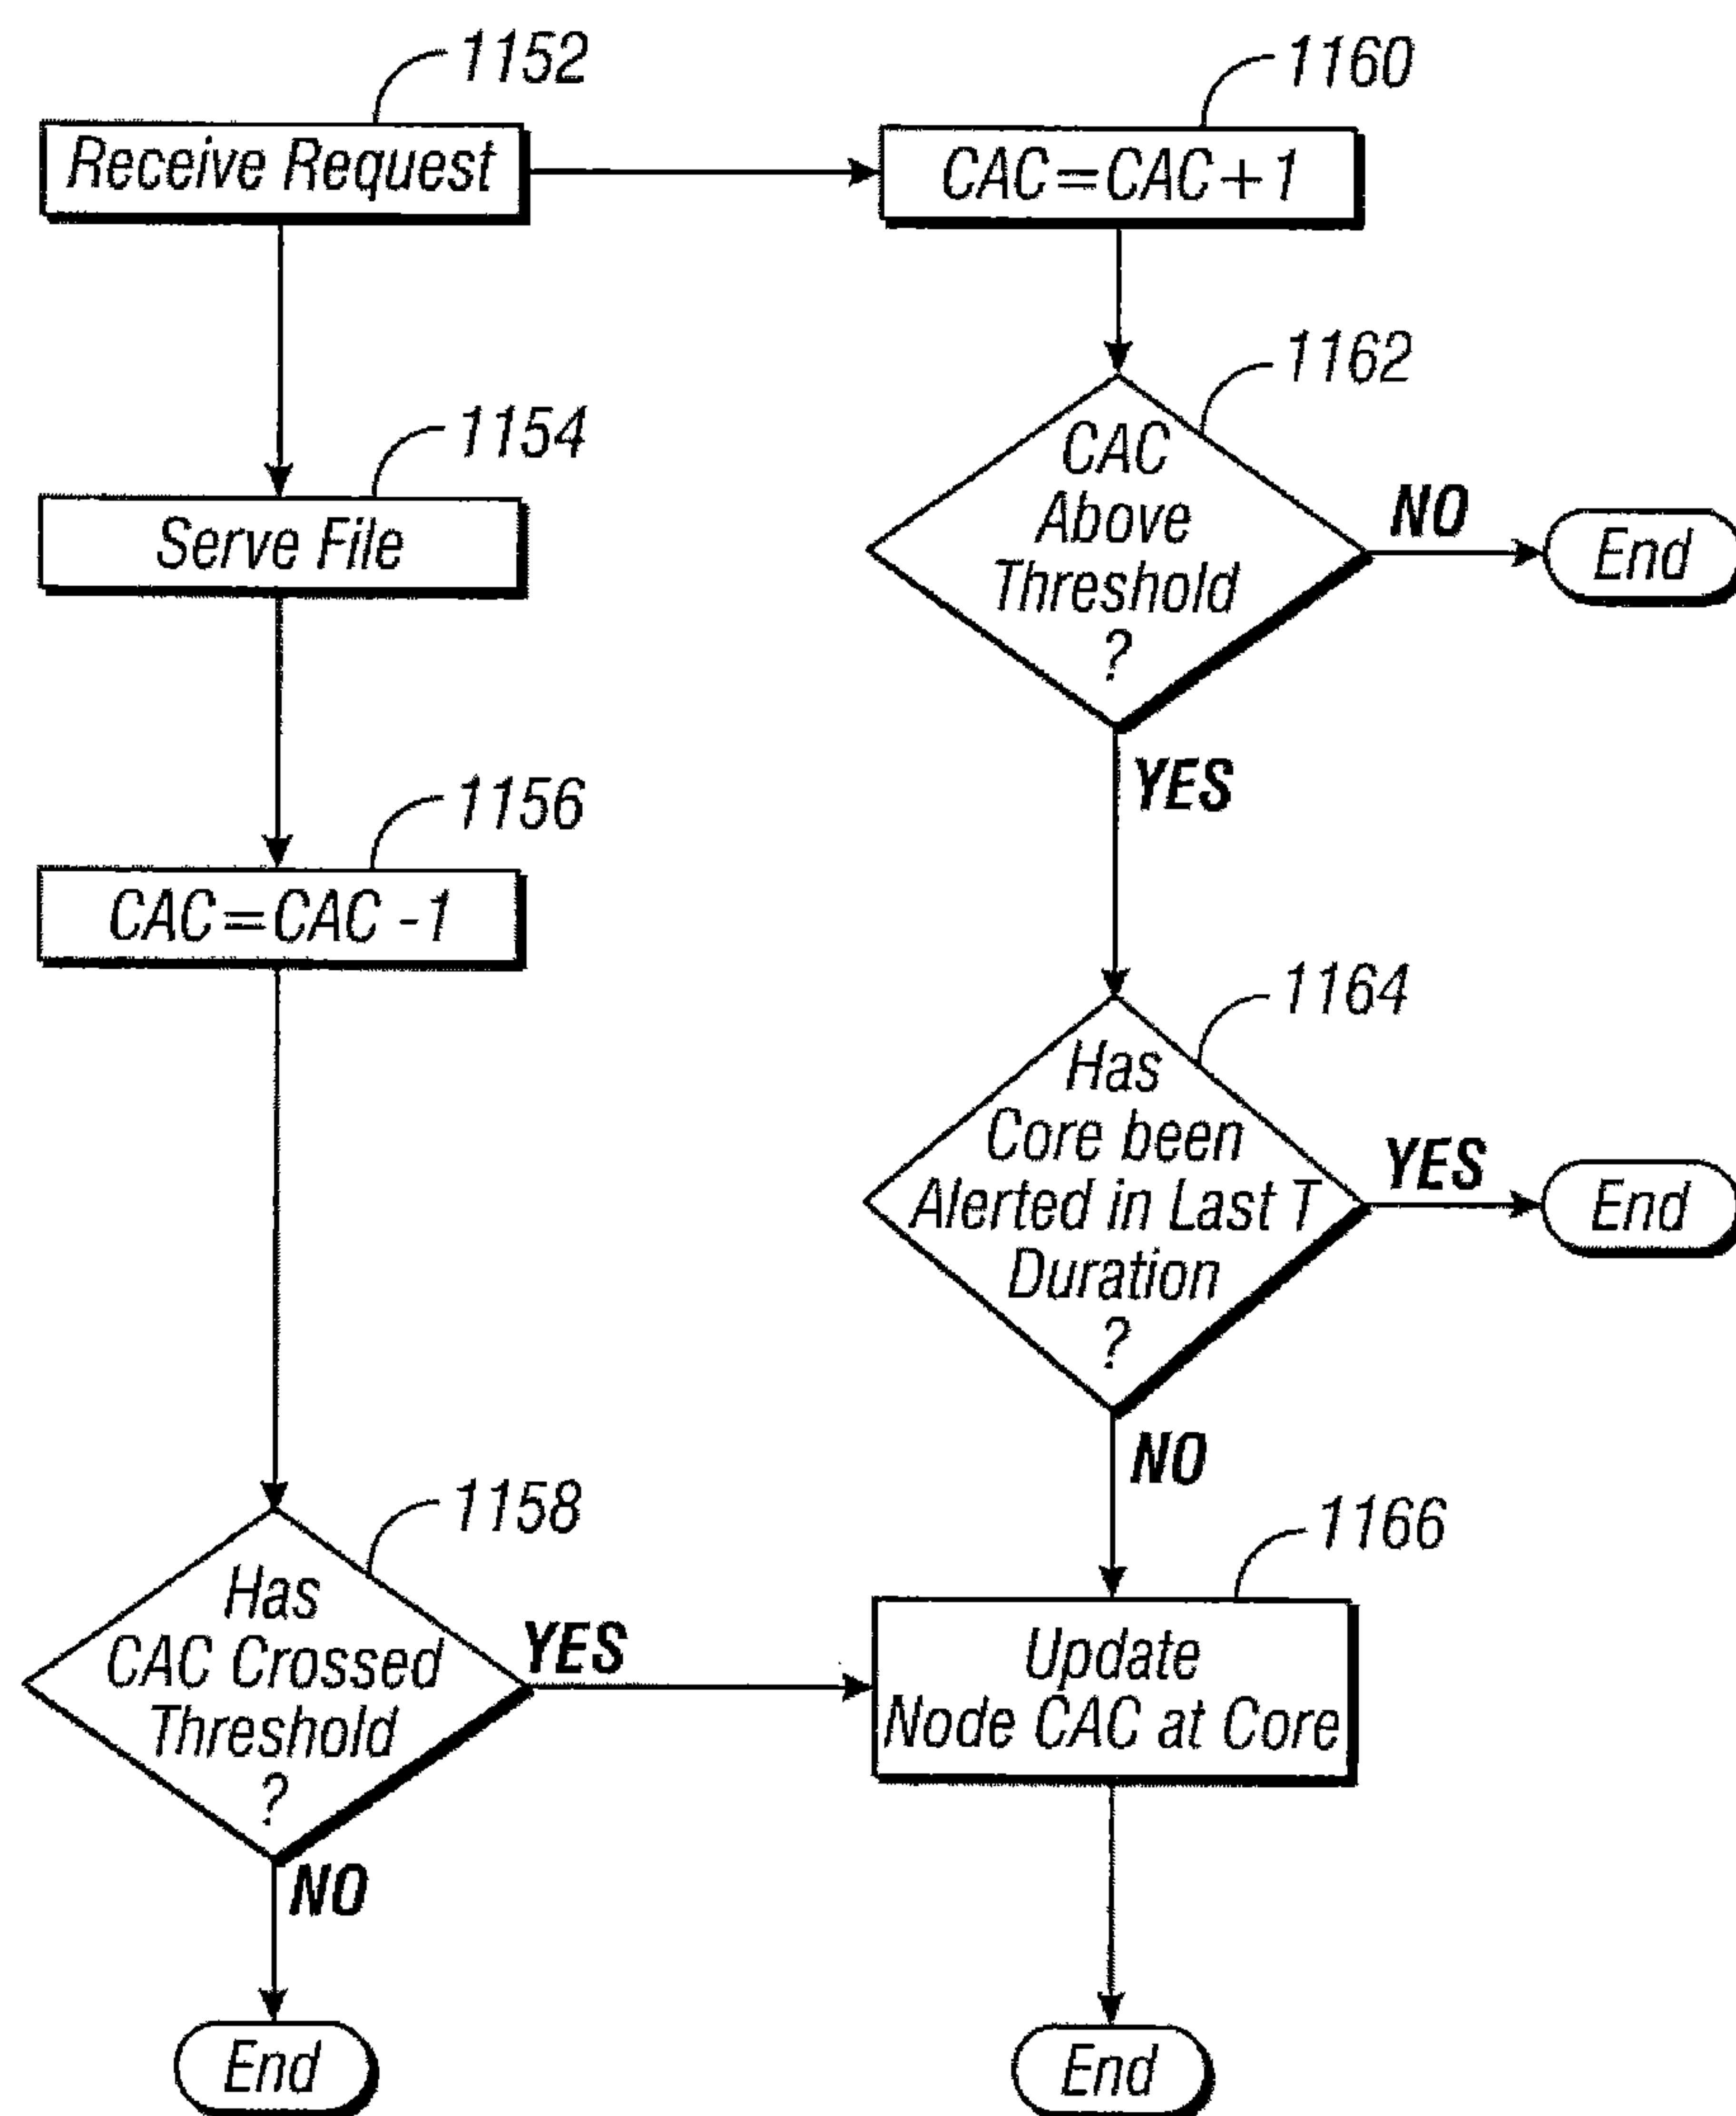 1152
Receive Request
1160
CAC=CAC+1
1162
CAC
Above
Threshold
?
NO
End
YES
1154
Serve File
1156
CAC=CAC -1
1164
Has
Core been
Alerted in Last T
Duration
?
YES
End
NO
1158
Has
CAC Crossed
Threshold
?
YES
NO
End
1166
Update
Node CAC at Core
End